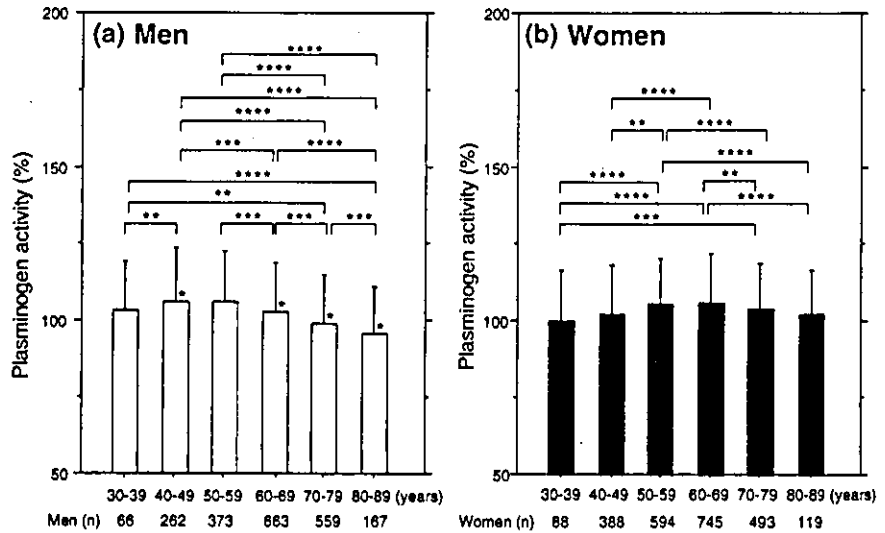 (a) Men
200
150
100
50
Plasminogen activity (%)
****
****
****
****
*** ****
****
**
** *** *** ***
* * * *
30-39 40-49 50-59 60-69 70-79 80-89 (years)
Men (n) 66 262 373 663 559 167
(b) Women
200
150
100
50
Plasminogen activity (%)
****
** ****
****
**** **
**** ****
***
30-39 40-49 50-59 60-69 70-79 80-89 (years)
Women (n) 88 388 594 745 493 119